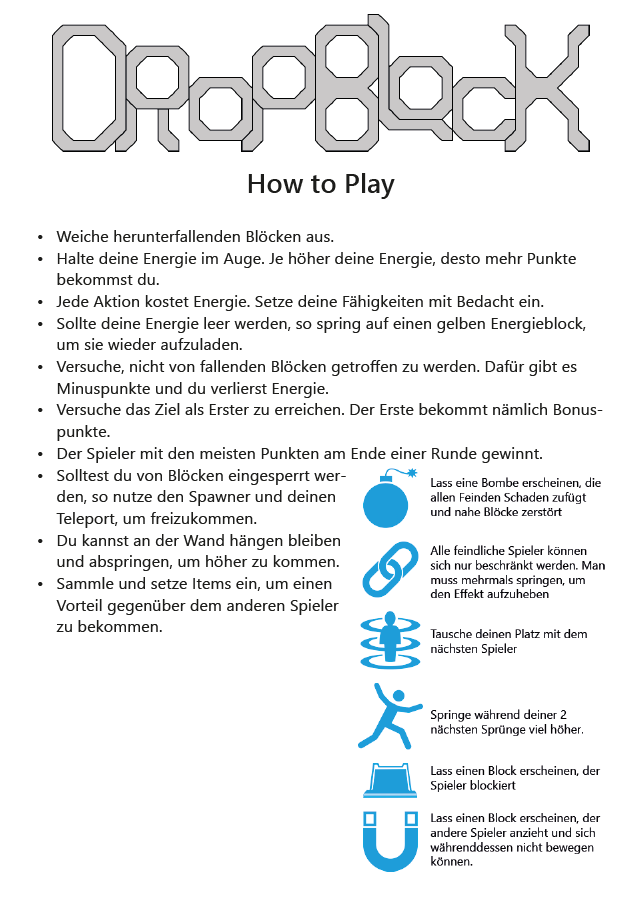 DropBlock
How to Play
• Weiche herunterfallenden Blöcken aus.
• Halte deine Energie im Auge. Je höher deine Energie, desto mehr Punkte
bekommst du.
• Jede Aktion kostet Energie. Setze deine Fähigkeiten mit Bedacht ein.
• Sollte deine Energie leer werden, so spring auf einen gelben Energieblock,
um sie wieder aufzuladen.
• Versuche, nicht von fallenden Blöcken getroffen zu werden. Dafür gibt es
Minuspunkte und du verlierst Energie.
• Versuche das Ziel als Erster zu erreichen. Der Erste bekommt nämlich Bonus-
punkte.
• Der Spieler mit den meisten Punkten am Ende einer Runde gewinnt.
• Solltest du von Blöcken eingesperrt wer-
den, so nutze den Spawner und deinen
Teleport, um freizukommen.
• Du kannst an der Wand hängen bleiben
und abspringen, um höher zu kommen.
• Sammle und setze Items ein, um einen
Vorteil gegenüber dem anderen Spieler
zu bekommen.
Lass eine Bombe erscheinen, die
allen Feinden Schaden zufügt
und nahe Blöcke zerstört
Alle feindliche Spieler können
sich nur beschränkt werden. Man
muss mehrmals springen, um
den Effekt aufzuheben
Tausche deinen Platz mit dem
nächsten Spieler
Springe während deiner 2
nächsten Sprünge viel höher.
Lass einen Block erscheinen, der
Spieler blockiert
Lass einen Block erscheinen, der
andere Spieler anzieht und sich
währenddessen nicht bewegen
können.